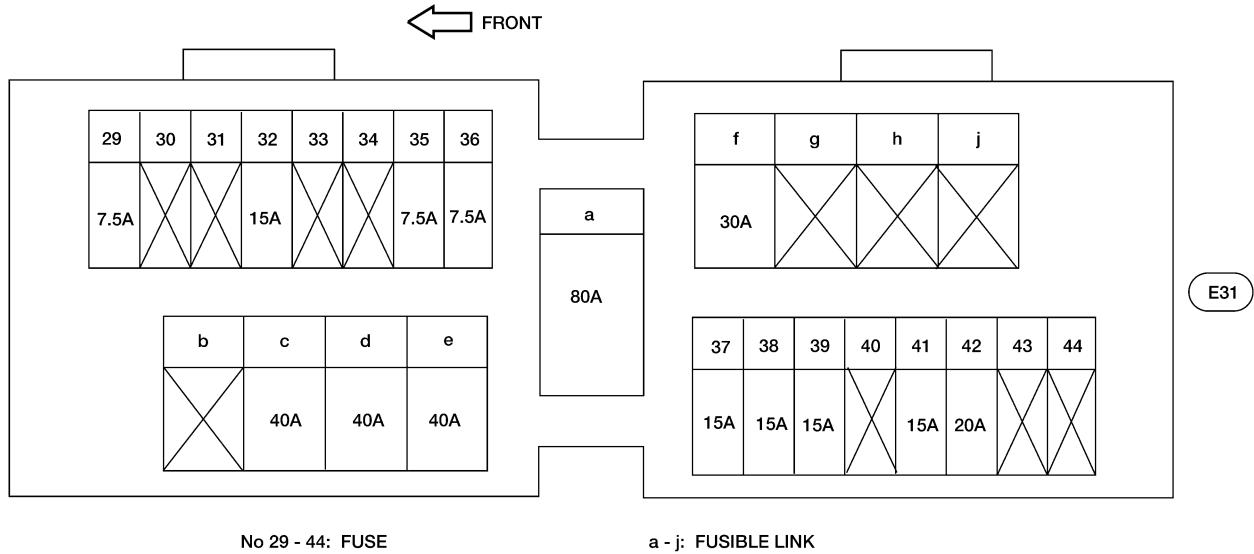 FRONT
29 30 31 32 33 34 35 36
7.5A 15A 7.5A 7.5A
b c d e
40A 40A 40A
a
80A
f g h j
30A
37 38 39 40 41 42 43 44
15A 15A 15A 15A 20A
E31
No 29 - 44: FUSE
a - j: FUSIBLE LINK